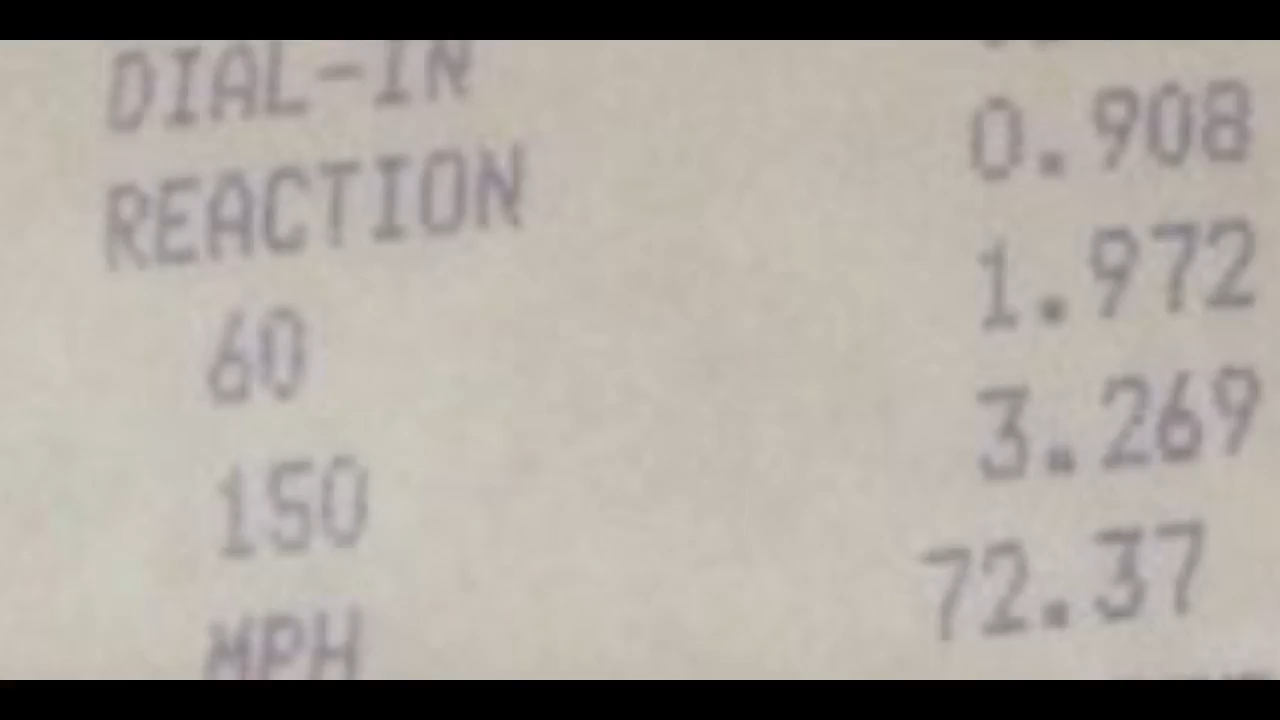 DIAL-IN
REACTION 0.908
60 1.972
150 3.269
MPH 72.37